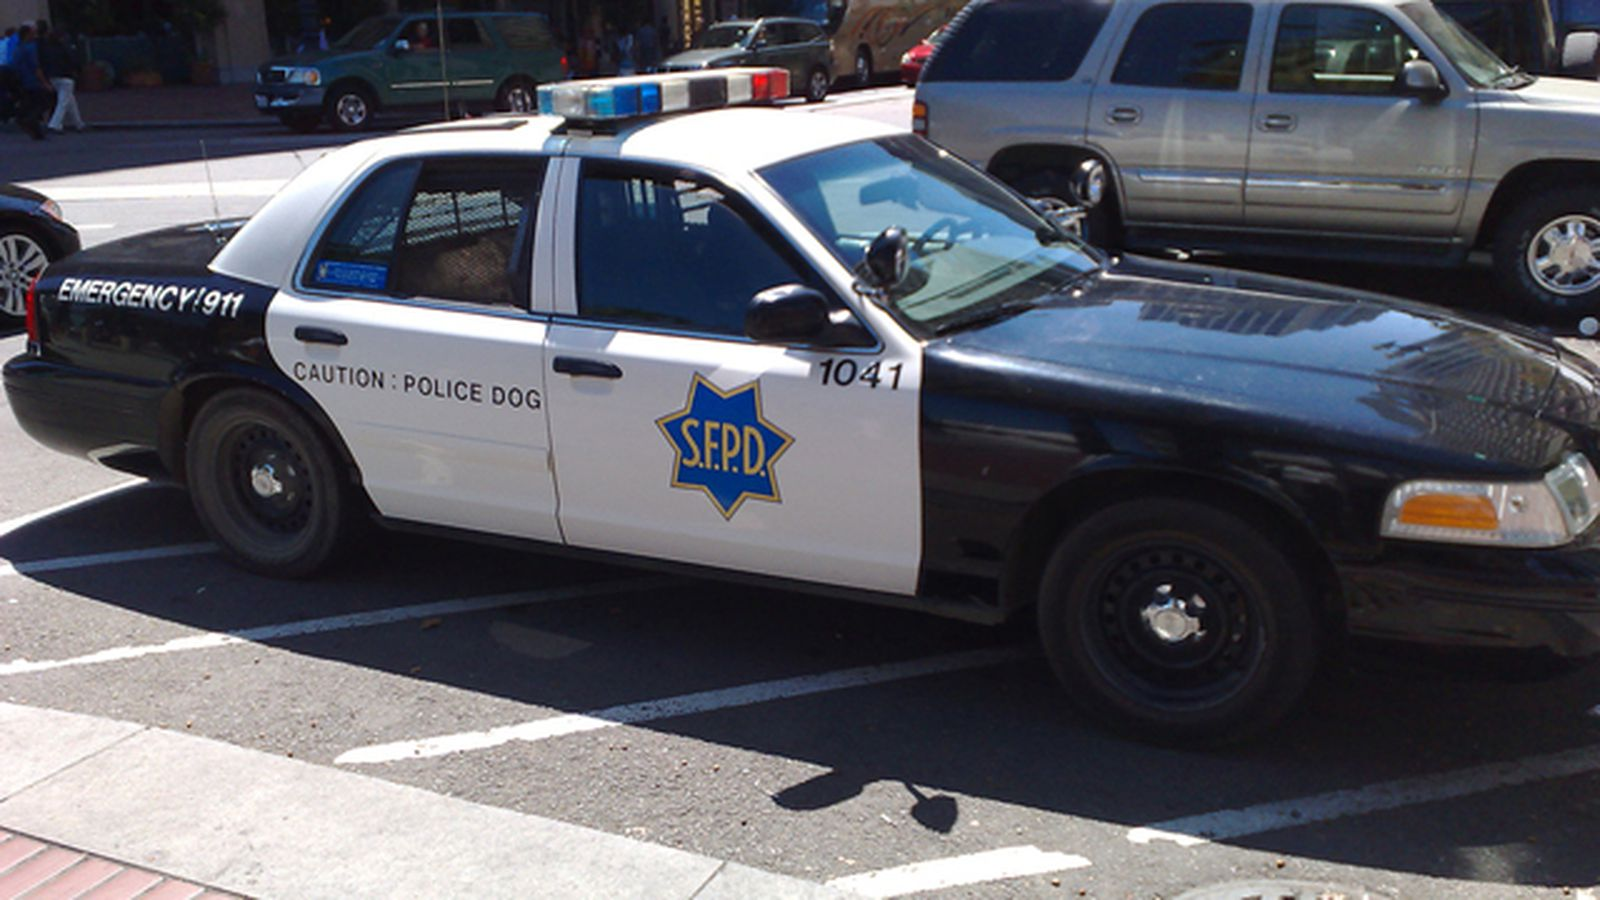 EMERGENCY! 911
CAUTION : POLICE DOG
1041
S.F.P.D.